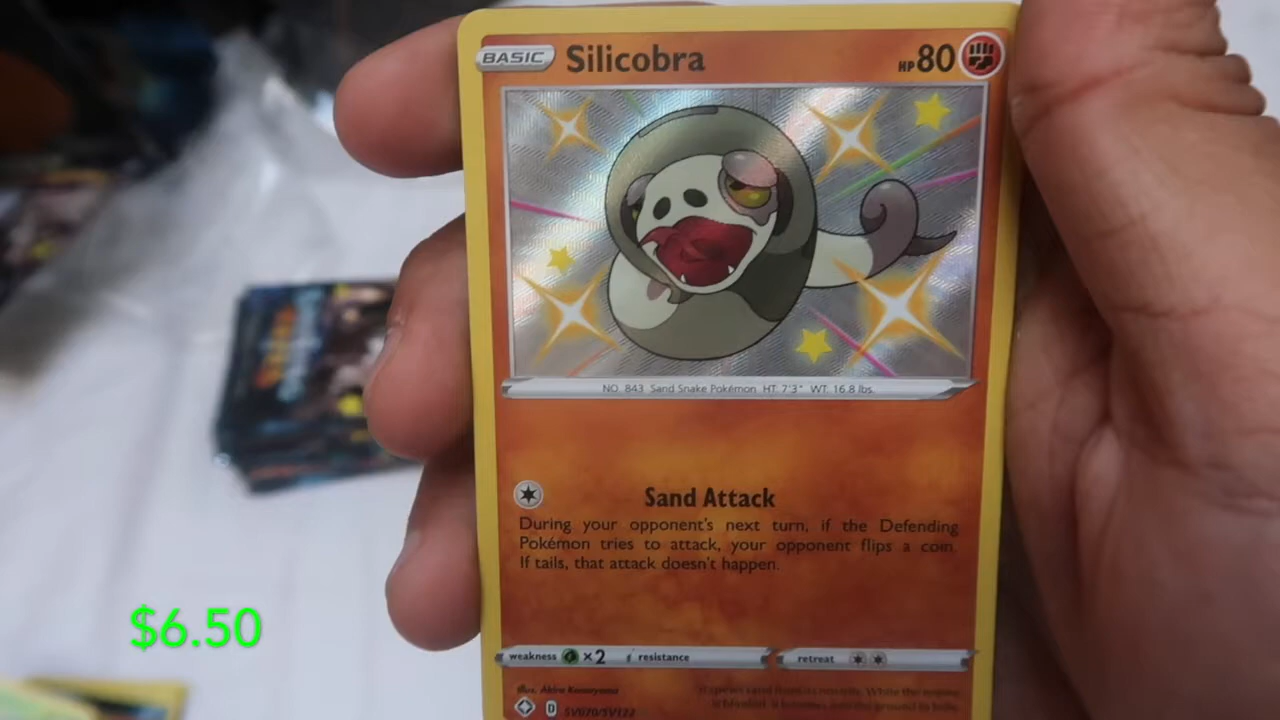 BASIC Silicobra HP 80
NO. 843 Sand Snake Pokémon HT. 7'3" WT. 16.8 lbs.
Sand Attack
During your opponent's next turn, if the Defending
Pokémon tries to attack, your opponent flips a coin.
If tails, that attack doesn't happen.
$6.50
weakness ×2 resistance retreat
Illus. Akira Komayama
D SV070/SV122